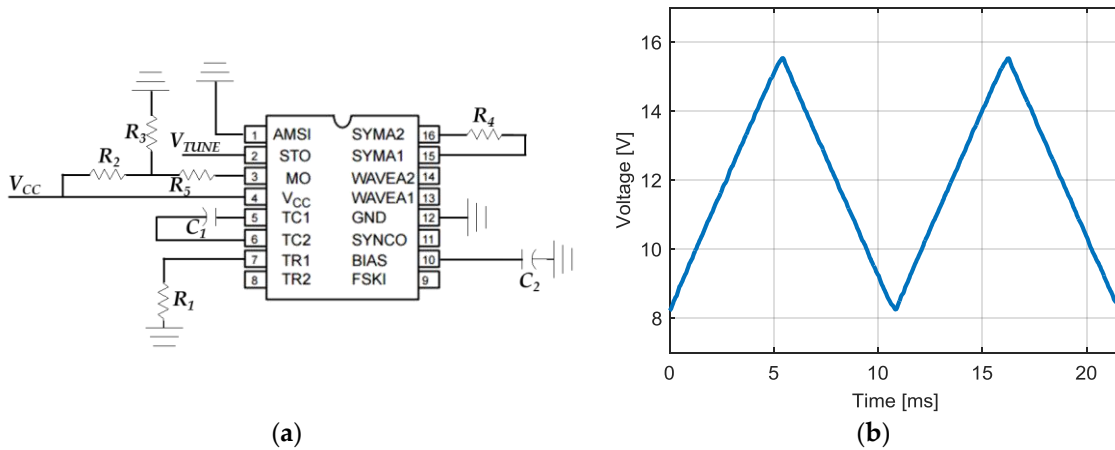 R3
R2
VTUNE
VCC
R5
C1
R1
1 AMSI SYMA2 16
2 STO SYMA1 15
3 MO WAVEA2 14
4 VCC WAVEA1 13
5 TC1 GND 12
6 TC2 SYNCO 11
7 TR1 BIAS 10
8 TR2 FSKI 9
R4
C2
(a)
Voltage [V]
16
14
12
10
8
0 5 10 15 20
Time [ms]
(b)